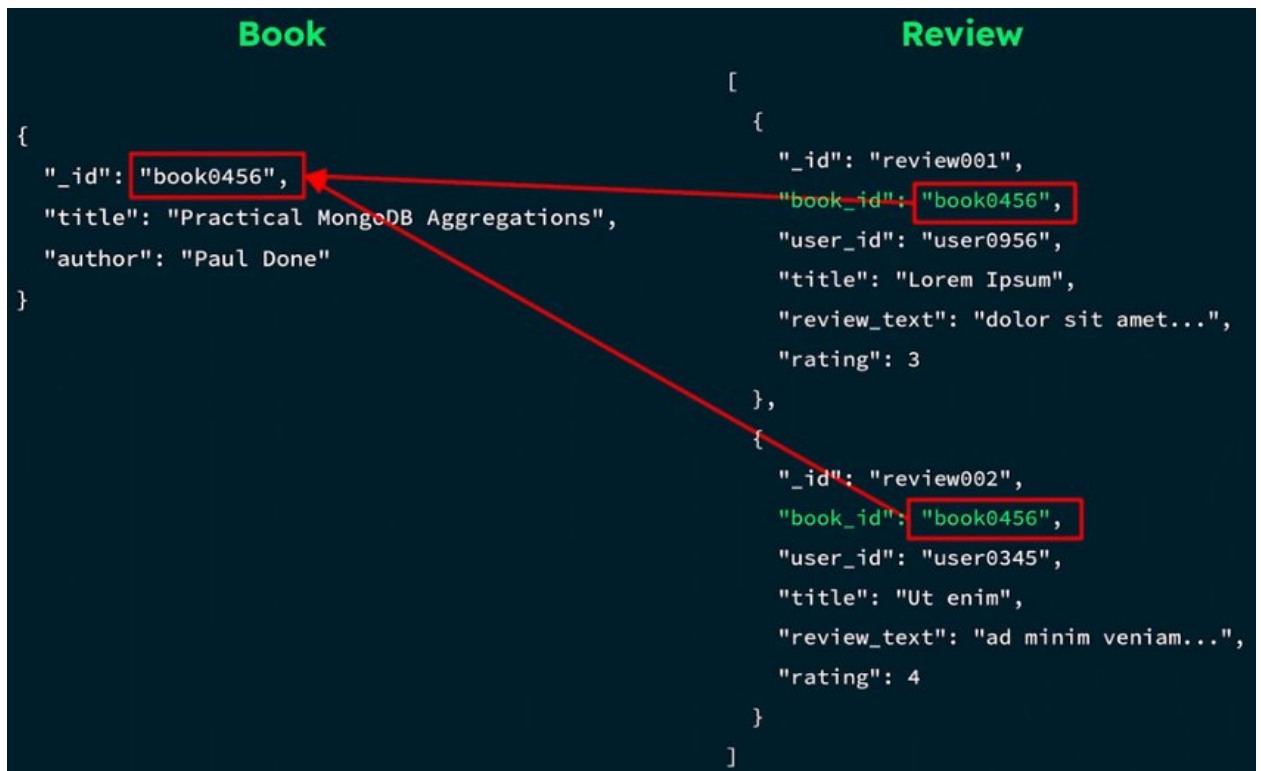 Book
{
"_id": "book0456",
"title": "Practical MongoDB Aggregations",
"author": "Paul Done"
}
Review
[
{
"_id": "review001",
"book_id": "book0456",
"user_id": "user0956",
"title": "Lorem Ipsum",
"review_text": "dolor sit amet...",
"rating": 3
},
{
"_id": "review002",
"book_id": "book0456",
"user_id": "user0345",
"title": "Ut enim",
"review_text": "ad minim veniam...",
"rating": 4
}
]